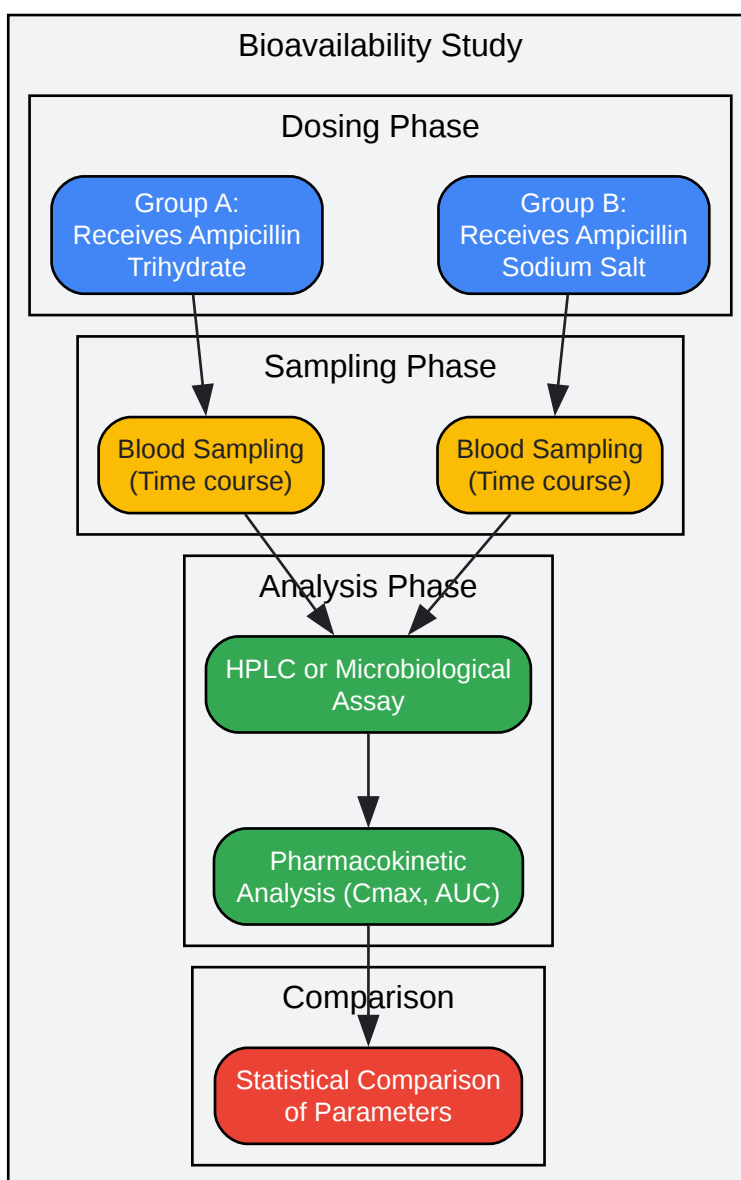 Bioavailability Study
Dosing Phase
Group A:
Receives Ampicillin
Trihydrate
Group B:
Receives Ampicillin
Sodium Salt
Sampling Phase
Blood Sampling
(Time course)
Blood Sampling
(Time course)
Analysis Phase
HPLC or Microbiological
Assay
Pharmacokinetic
Analysis (Cmax, AUC)
Comparison
Statistical Comparison
of Parameters